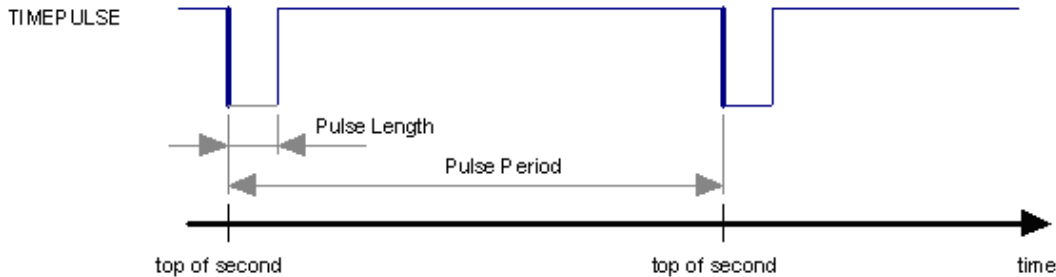 TIMEPULSE
Pulse Length
Pulse Period
top of second
top of second
time